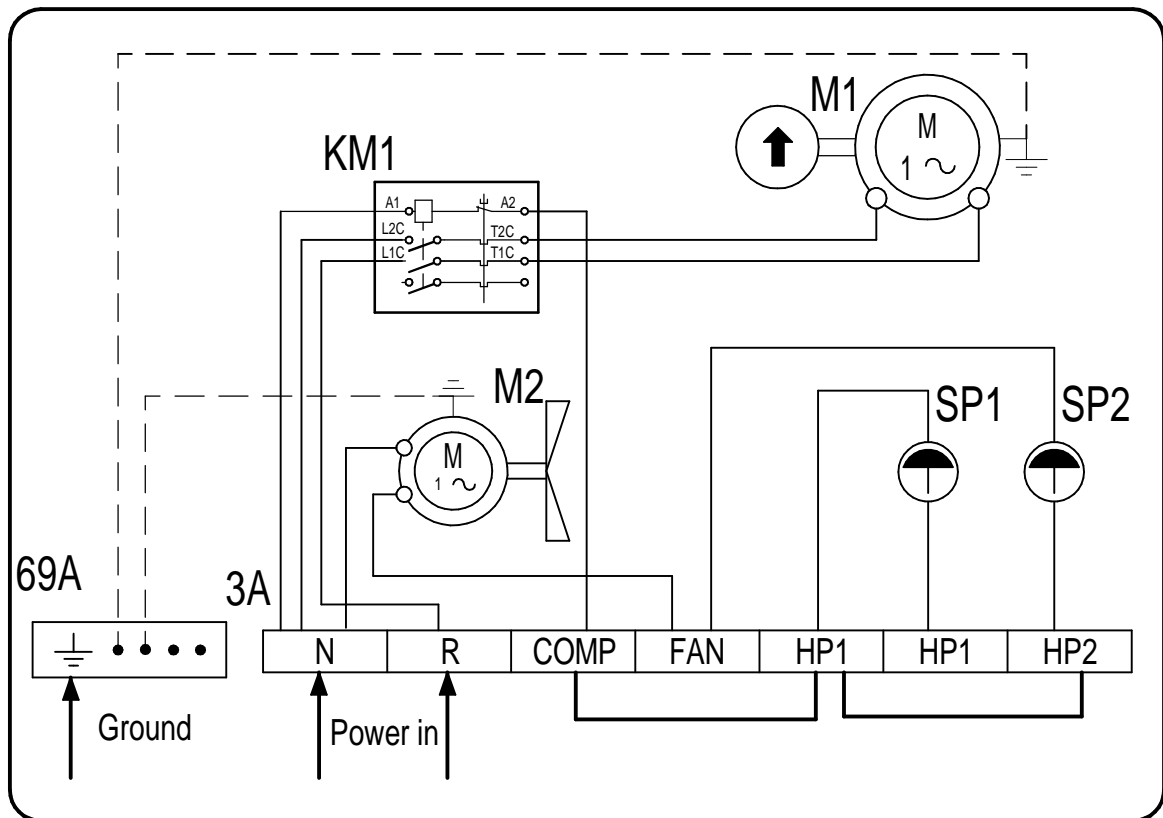 M1
M
1
KM1
A1 A2
L2C T2C
L1C T1C
M2
M
1
SP1 SP2
69A
3A
N R COMP FAN HP1 HP1 HP2
Ground
Power in